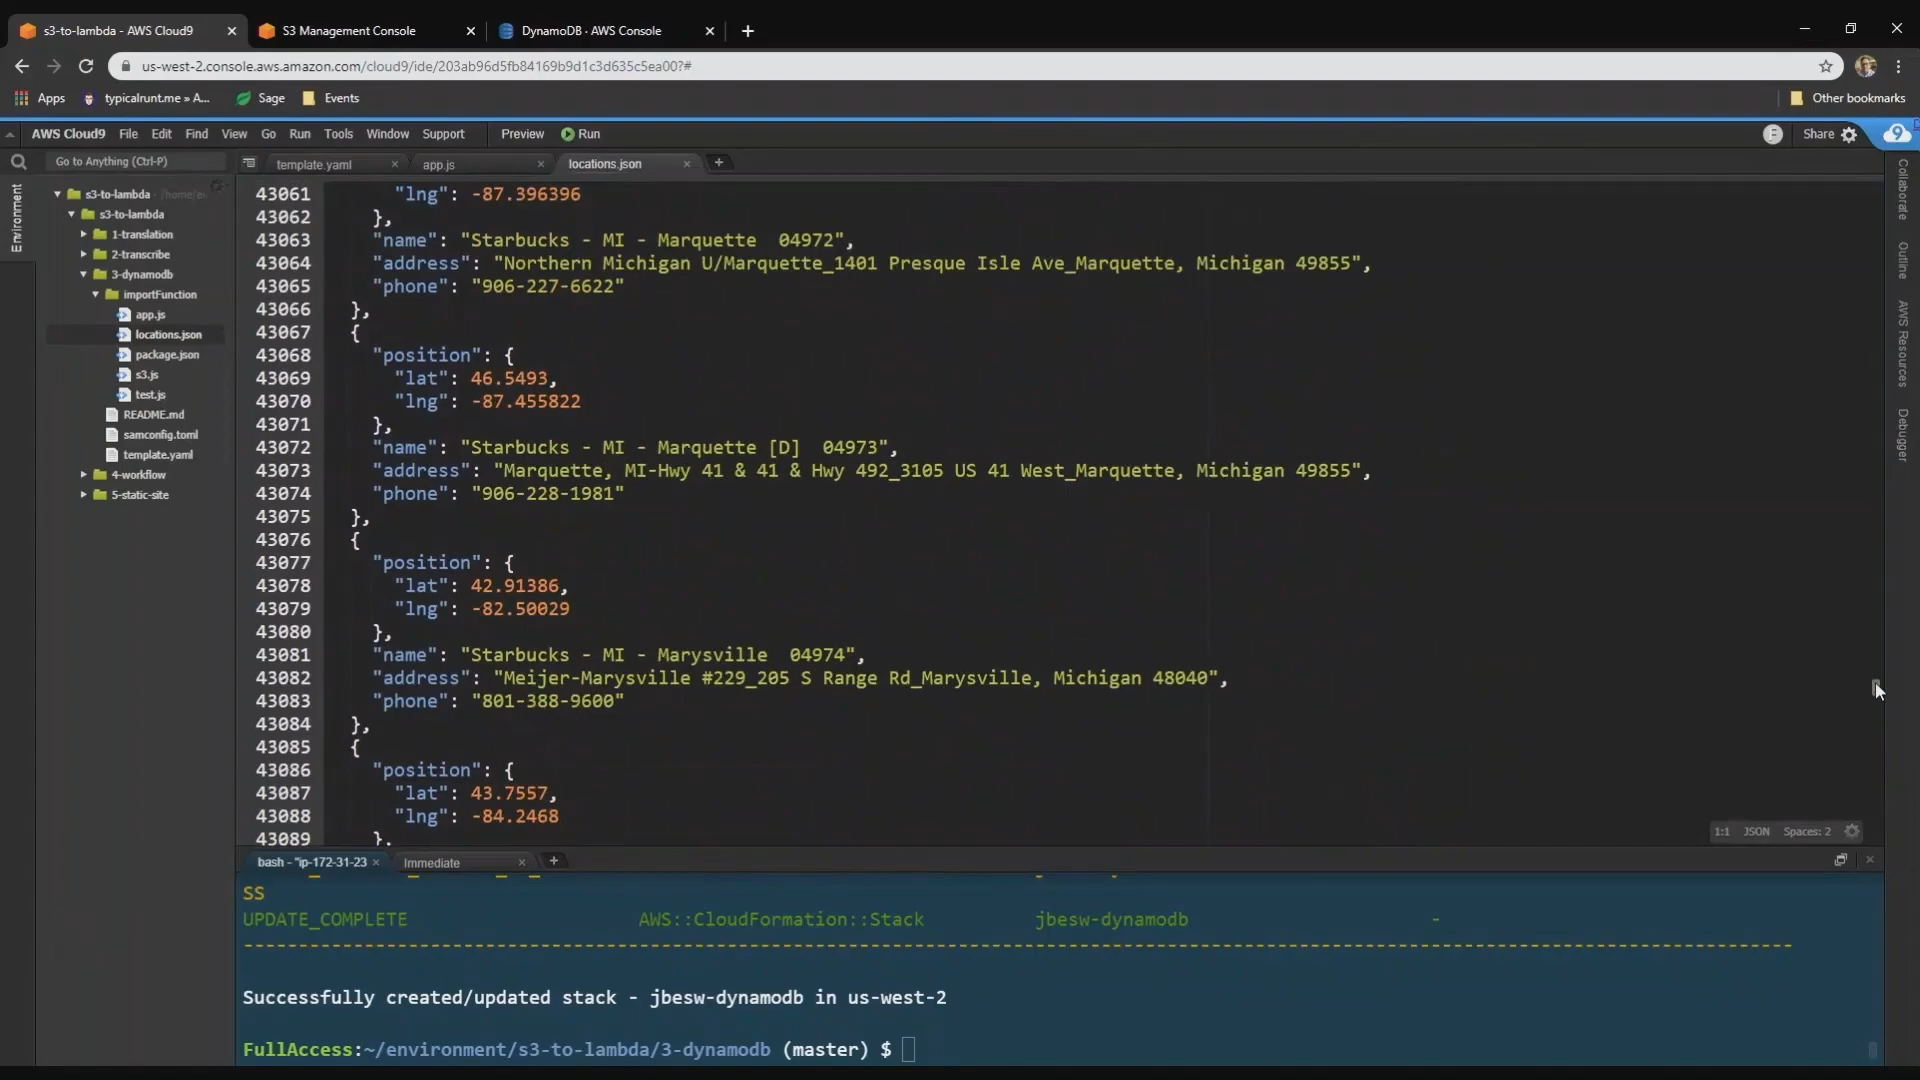 s3-to-lambda - AWS Cloud9
S3 Management Console
DynamoDB · AWS Console
us-west-2.console.aws.amazon.com/cloud9/ide/203ab96d5fb84169b9d1c3d635c5ea00?#
Apps
typicalrunt.me » A...
Sage
Events
Other bookmarks
AWS Cloud9 File Edit Find View Go Run Tools Window Support Preview Run
Share
Go to Anything (Ctrl-P)
template.yaml
app.js
locations.json
Environment
s3-to-lambda
s3-to-lambda
1-translation
2-transcribe
3-dynamodb
importFunction
app.js
locations.json
package.json
s3.js
test.js
README.md
samconfig.toml
template.yaml
4-workflow
5-static-site
43061 "lng": -87.396396
43062 },
43063 "name": "Starbucks - MI - Marquette  04972",
43064 "address": "Northern Michigan U/Marquette_1401 Presque Isle Ave_Marquette, Michigan 49855",
43065 "phone": "906-227-6622"
43066 },
43067 {
43068 "position": {
43069 "lat": 46.5493,
43070 "lng": -87.455822
43071 },
43072 "name": "Starbucks - MI - Marquette [D]  04973",
43073 "address": "Marquette, MI-Hwy 41 & 41 & Hwy 492_3105 US 41 West_Marquette, Michigan 49855",
43074 "phone": "906-228-1981"
43075 },
43076 {
43077 "position": {
43078 "lat": 42.91386,
43079 "lng": -82.50029
43080 },
43081 "name": "Starbucks - MI - Marysville  04974",
43082 "address": "Meijer-Marysville #229_205 S Range Rd_Marysville, Michigan 48040",
43083 "phone": "801-388-9600"
43084 },
43085 {
43086 "position": {
43087 "lat": 43.7557,
43088 "lng": -84.2468
43089 },
1:1 JSON Spaces: 2
Collaborate
Outline
AWS Resources
Debugger
bash - "ip-172-31-23
Immediate
SS
UPDATE_COMPLETE AWS::CloudFormation::Stack jbesw-dynamodb -
Successfully created/updated stack - jbesw-dynamodb in us-west-2
FullAccess:~/environment/s3-to-lambda/3-dynamodb (master) $